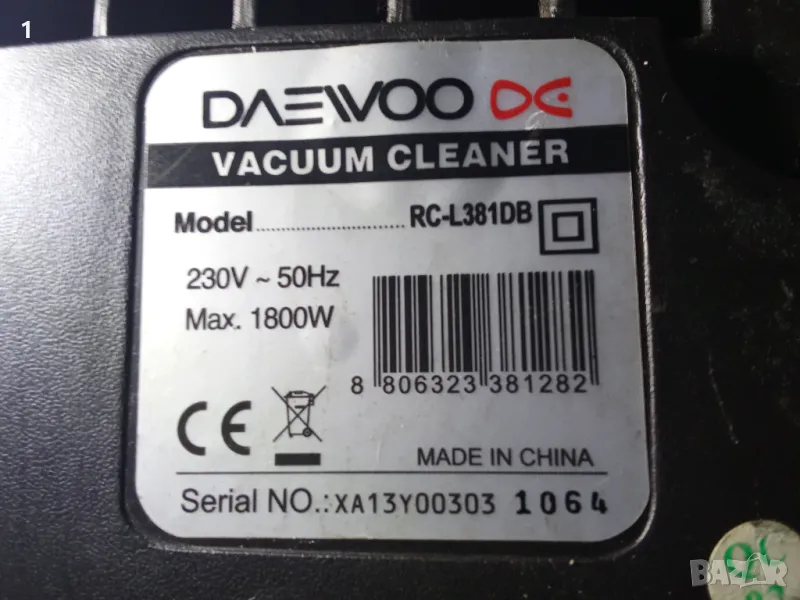 1
DAEWOO DE
VACUUM CLEANER
Model.............................. RC-L381DB
230V ~ 50Hz
Max. 1800W
8 806323 381282
CE
MADE IN CHINA
Serial NO.: XA13Y00303 1064
BAZAR